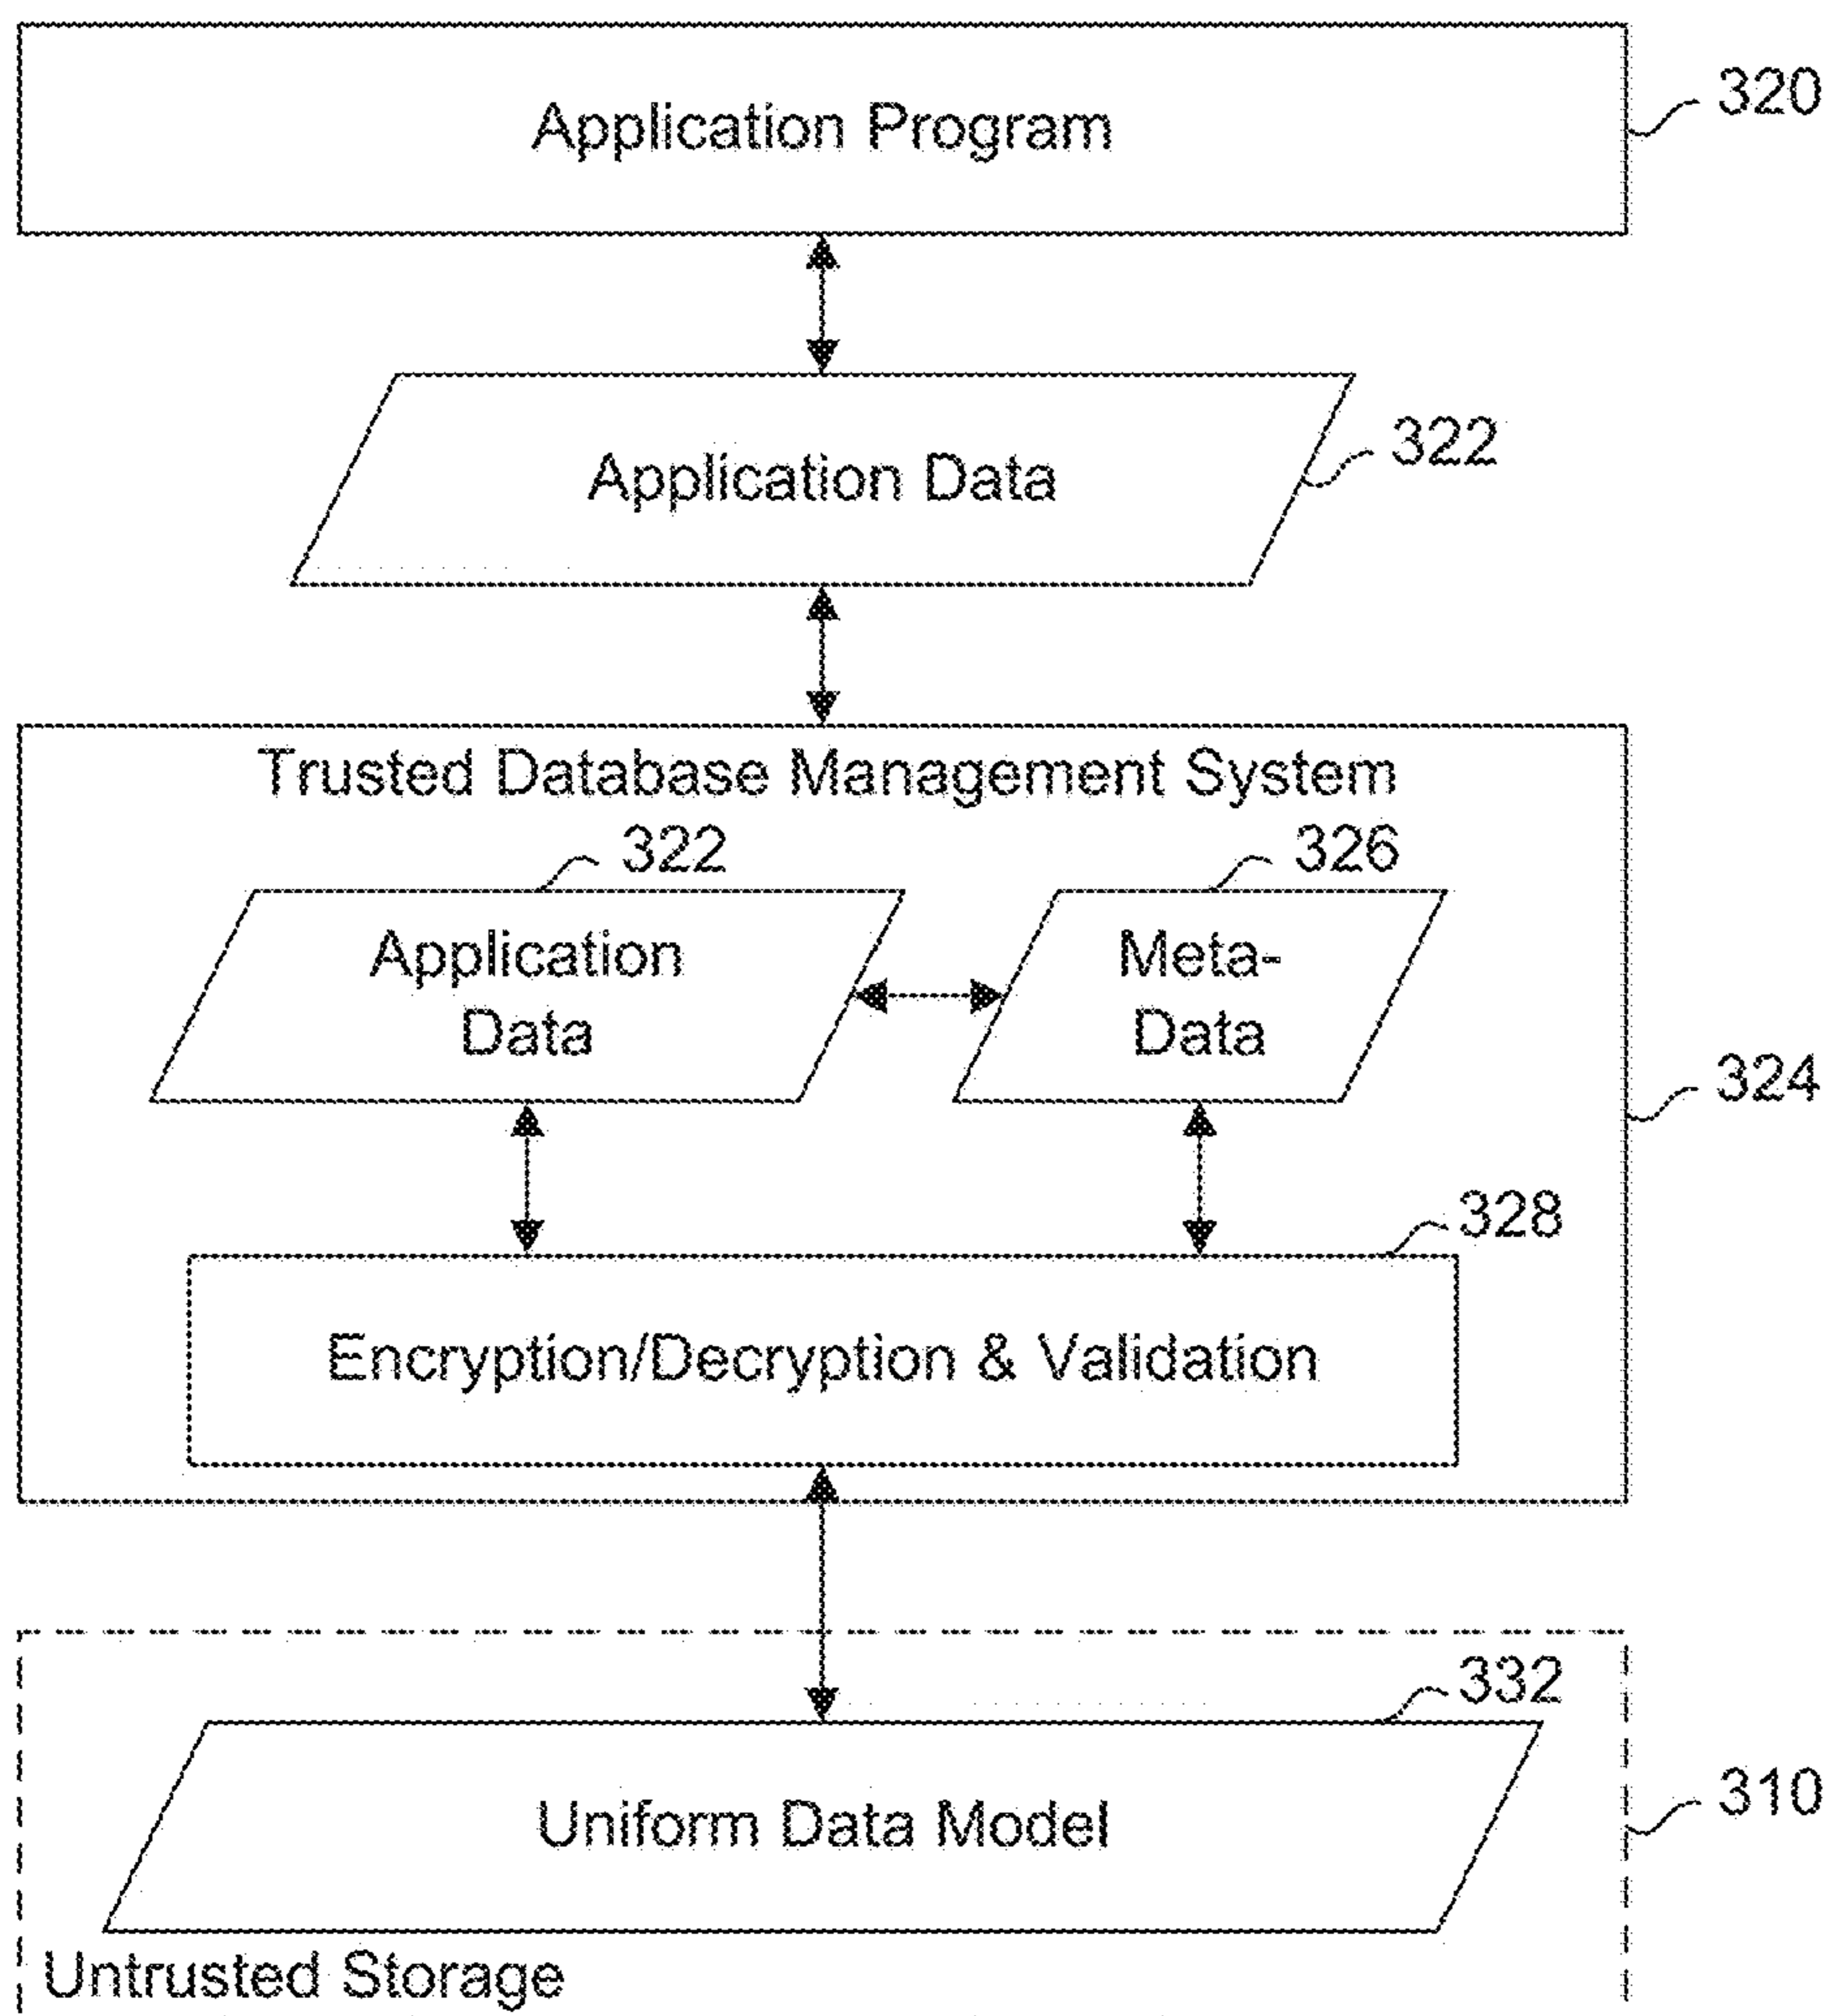 Application Program
320
Application Data
322
Trusted Database Management System
322
326
Application
Data
Meta-
Data
324
328
Encryption/Decryption & Validation
332
Uniform Data Model
310
Untrusted Storage